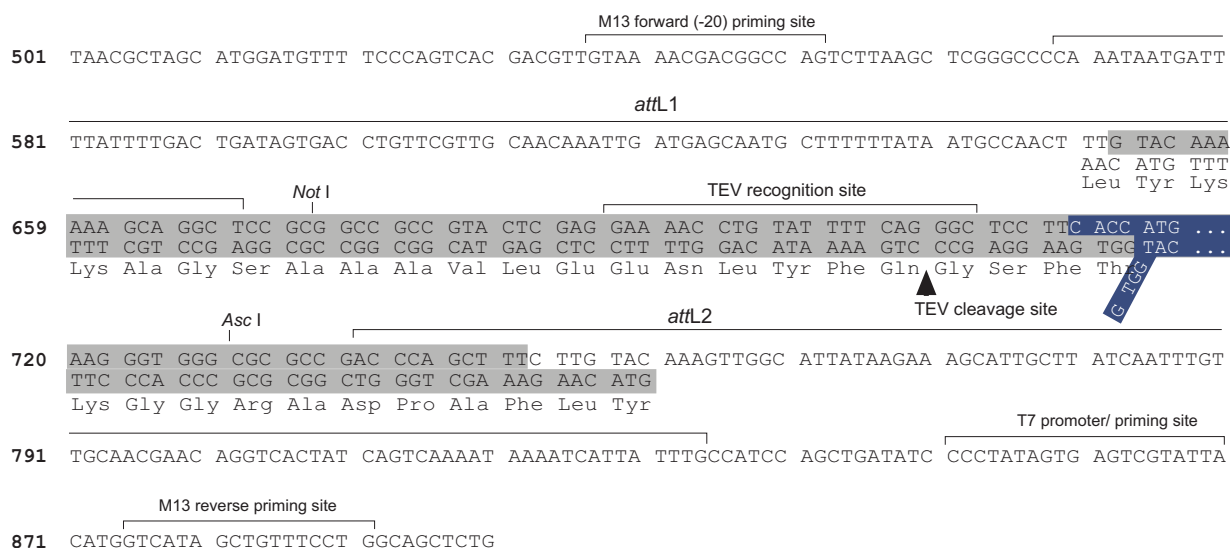 M13 forward (-20) priming site
501 TAACGCTAGC ATGGATGTTT TCCCAGTCAC GACGTTGTAA AACGACGGCC AGTCTTAAGC TCGGGCCCCA AATAATGATT
attL1
581 TTATTTTGAC TGATAGTGAC CTGTTCGTTG CAACAAATTG ATGAGCAATG CTTTTTTATA ATGCCAACT TTG TAC AAA
AAC ATG TTT
Leu Tyr Lys
Not I TEV recognition site
659 AAA GCA GGC TCC GCG GCC GCC GTA CTC GAG GAA AAC CTG TAT TTT CAG GGC TCC TTC ACC ATG ...
TTT CGT CCG AGG CGC CGG CGG CAT GAG CTC CTT TTG GAC ATA AAA GTC CCG AGG AAG TGG TAC ...
Lys Ala Gly Ser Ala Ala Ala Val Leu Glu Glu Asn Leu Tyr Phe Gln Gly Ser Phe Thr
G TGG
TEV cleavage site
Asc I attL2
720 AAG GGT GGG CGC GCC GAC CCA GCT TTC TTG TAC AAAGTTGGC ATTATAAGAA AGCATTGCTT ATCAATTTGT
TTC CCA CCC GCG CGG CTG GGT CGA AAG AAC ATG
Lys Gly Gly Arg Ala Asp Pro Ala Phe Leu Tyr
T7 promoter/ priming site
791 TGCAACGAAC AGGTCACTAT CAGTCAAAAT AAAATCATTA TTTGCCATCC AGCTGATATC CCCTATAGTG AGTCGTATTA
M13 reverse priming site
871 CATGGTCATA GCTGTTTCCT GGCAGCTCTG